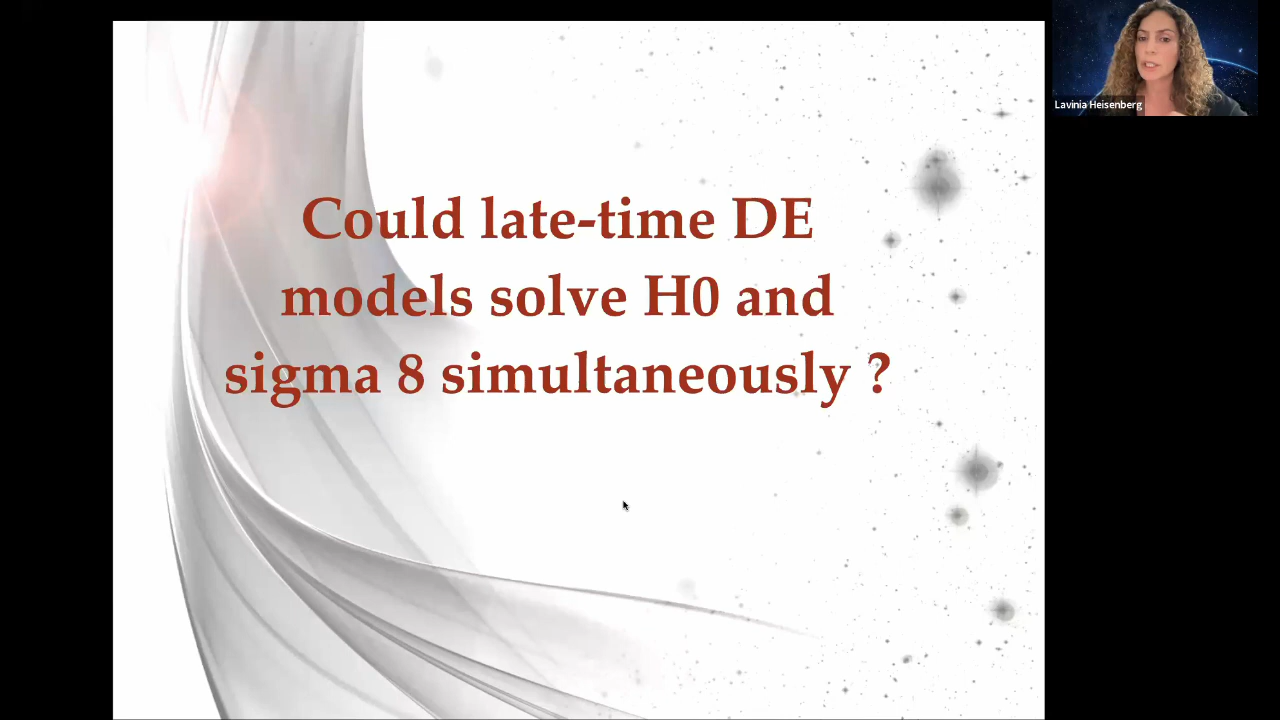 Could late-time DE
models solve H0 and
sigma 8 simultaneously ?
Lavinia Heisenberg